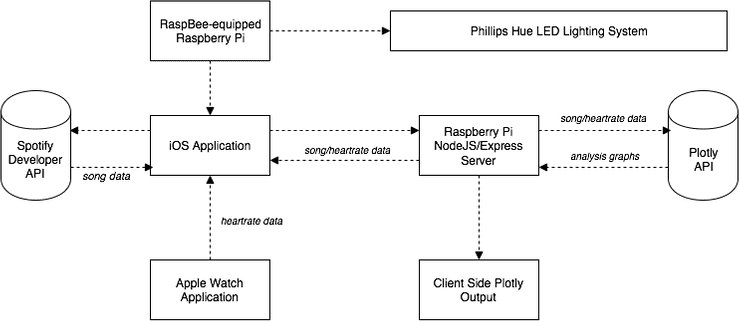 RaspBee-equipped
Raspberry Pi
Phillips Hue LED Lighting System
Spotify
Developer
API
iOS Application
Raspberry Pi
NodeJS/Express
Server
Plotly
API
song/heartrate data
song/heartrate data
analysis graphs
song data
heartrate data
Apple Watch
Application
Client Side Plotly
Output